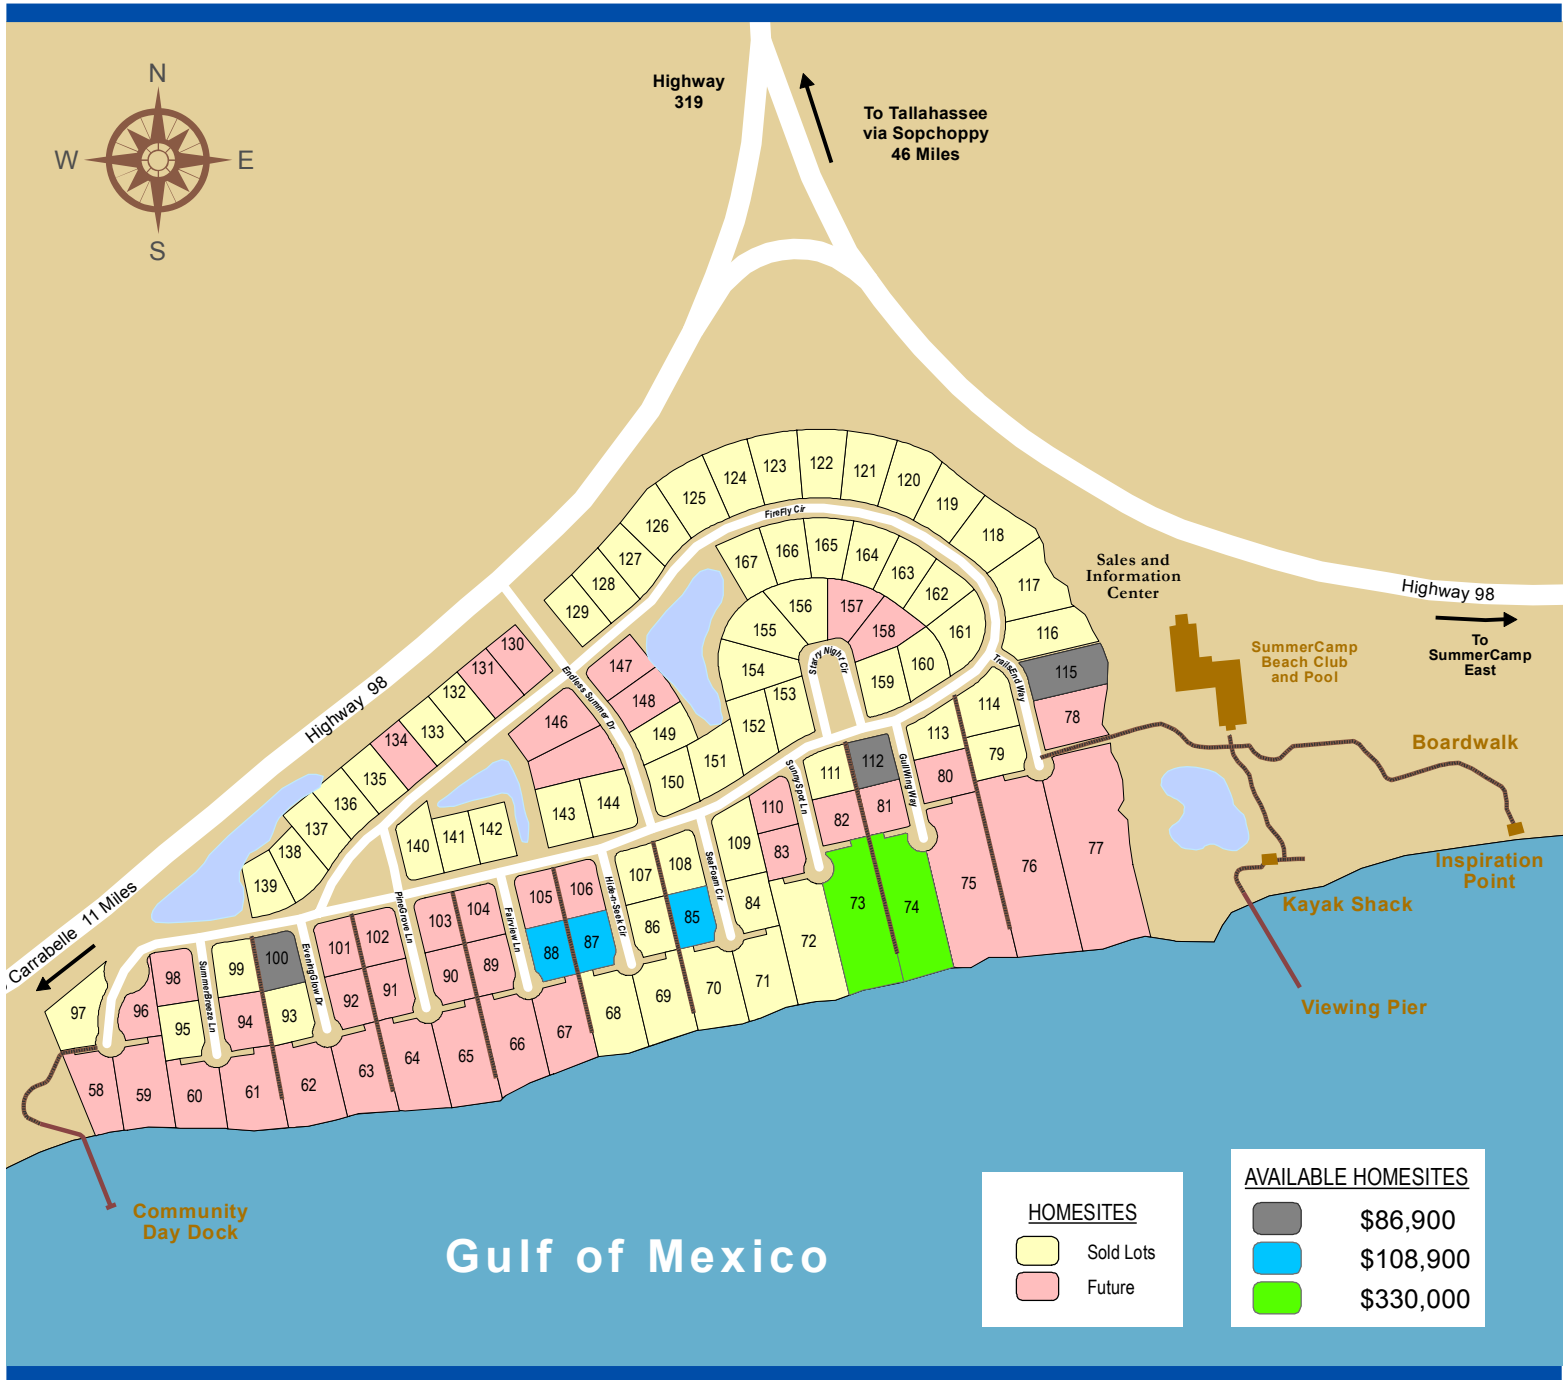 N
W
E
S
Highway
319
To Tallahassee
via Sopchoppy
46 Miles
Highway 98
To
SummerCamp
East
Sales and
Information
Center
SummerCamp
Beach Club
and Pool
Boardwalk
Inspiration
Point
Kayak Shack
Viewing Pier
Highway 98
Carrabelle 11 Miles
Community
Day Dock
FireFly Cir
Endless Summer Dr
Starry Night Cir
TrailsEnd Way
GullWing Way
SunnySpot Ln
SeaFoam Cir
Hide-n-Seek Cir
Fairview Ln
PineGrove Ln
EveningGlow Dr
SummerBreeze Ln
122
123
121
124
120
125
119
126
118
127
117
128
116
129
115
167
166
165
164
163
162
161
160
159
158
157
156
155
154
153
152
151
150
149
148
147
146
130
131
132
133
134
135
136
137
138
139
140
141
142
143
144
114
113
112
111
110
109
108
107
106
105
104
103
102
101
100
99
98
97
78
79
80
81
82
83
84
85
86
87
88
89
90
91
92
93
94
95
96
58
59
60
61
62
63
64
65
66
67
68
69
70
71
72
73
74
75
76
77
Gulf of Mexico
HOMESITES
Sold Lots
Future
AVAILABLE HOMESITES
$86,900
$108,900
$330,000